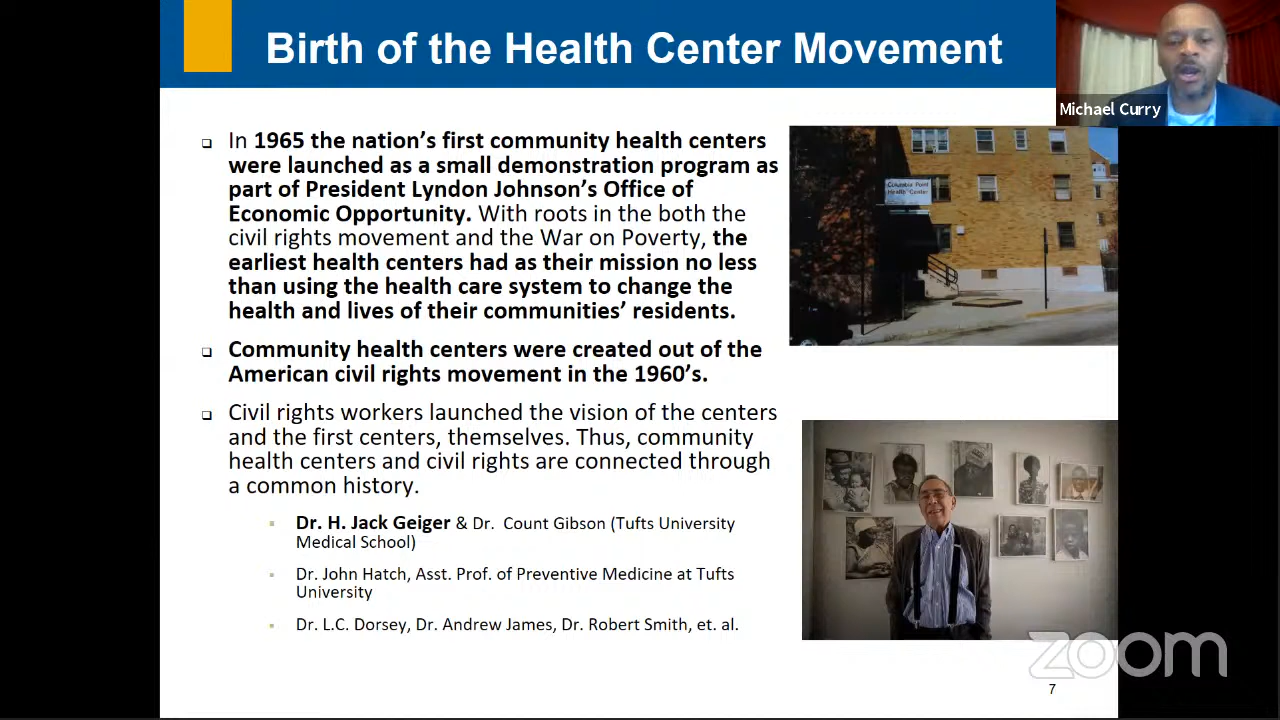 Birth of the Health Center Movement
Michael Curry
In 1965 the nation’s first community health centers
were launched as a small demonstration program as
part of President Lyndon Johnson’s Office of
Economic Opportunity. With roots in the both the
civil rights movement and the War on Poverty, the
earliest health centers had as their mission no less
than using the health care system to change the
health and lives of their communities’ residents.
Community health centers were created out of the
American civil rights movement in the 1960’s.
Civil rights workers launched the vision of the centers
and the first centers, themselves. Thus, community
health centers and civil rights are connected through
a common history.
Dr. H. Jack Geiger & Dr. Count Gibson (Tufts University
Medical School)
Dr. John Hatch, Asst. Prof. of Preventive Medicine at Tufts
University
Dr. L.C. Dorsey, Dr. Andrew James, Dr. Robert Smith, et. al.
Columbia Point
Health Center
zoom
7